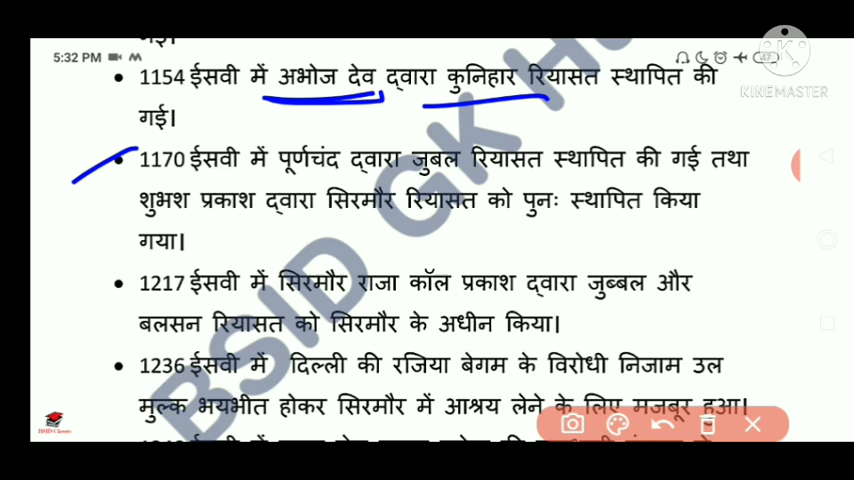 5:32 PM
47
KINEMASTER
• 1154 ईसवी में अभोज देव द्वारा कुनिहार रियासत स्थापित की
गई।
• 1170 ईसवी में पूर्णचंद द्वारा जुबल रियासत स्थापित की गई तथा
शुभश प्रकाश द्वारा सिरमौर रियासत को पुनः स्थापित किया
गया।
• 1217 ईसवी में सिरमौर राजा कॉल प्रकाश द्वारा जुब्बल और
बलसन रियासत को सिरमौर के अधीन किया।
• 1236 ईसवी में दिल्ली की रजिया बेगम के विरोधी निजाम उल
मुल्क भयभीत होकर सिरमौर में आश्रय लेने के लिए मजबूर हुआ।
BSID GK H